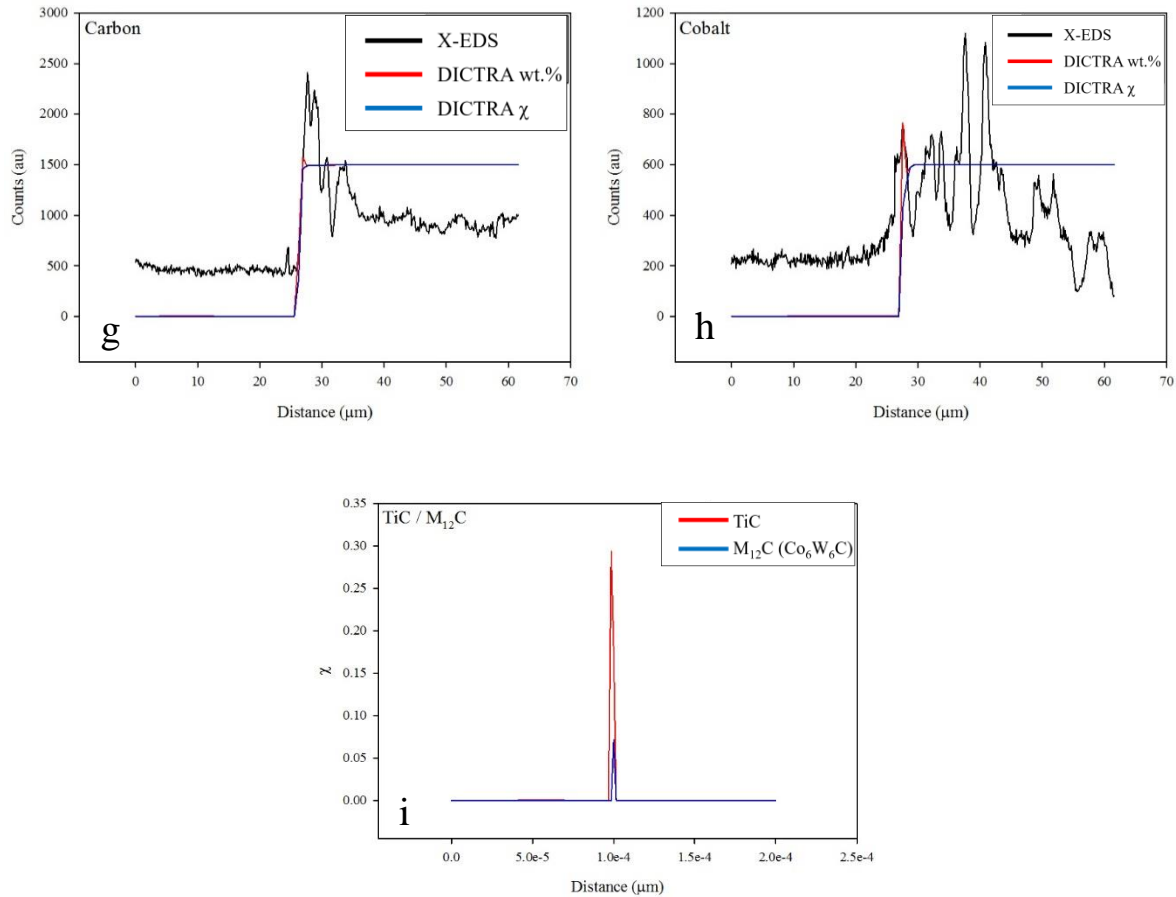 Carbon
X-EDS
DICTRA wt.%
DICTRA χ
3000
2500
2000
1500
1000
500
0
Counts (au)
g
0 10 20 30 40 50 60 70
Distance (μm)
Cobalt
X-EDS
DICTRA wt.%
DICTRA χ
1200
1000
800
600
400
200
0
Counts (au)
h
0 10 20 30 40 50 60 70
Distance (μm)
TiC / M₁₂C
TiC
M₁₂C (Co₆W₆C)
0.35
0.30
0.25
0.20
0.15
0.10
0.05
0.00
χ
i
0.0 5.0e-5 1.0e-4 1.5e-4 2.0e-4 2.5e-4
Distance (μm)